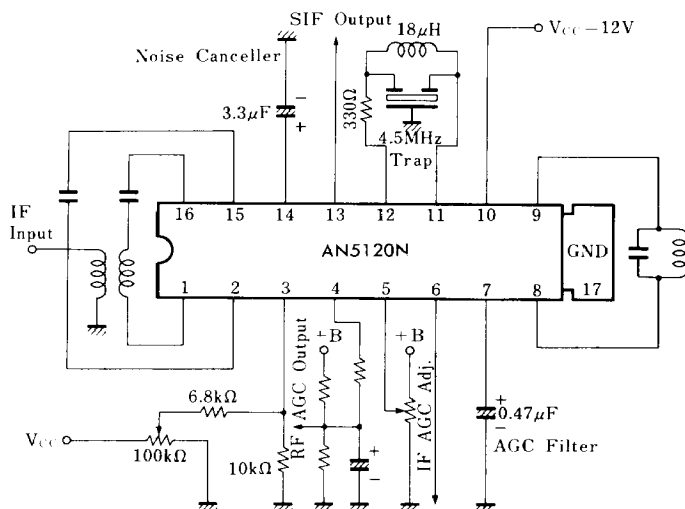 SIF Output
18μH
VCC−12V
Noise Canceller
−
3.3μF
+
330Ω
4.5MHz
Trap
16 15 14 13 12 11 10 9
IF
Input
AN5120N
GND
17
1 2 3 4 5 6 7 8
+B
+B
RF AGC Output
IF AGC Adj.
6.8kΩ
+
0.47μF
−
AGC Filter
VCC
100kΩ
10kΩ
+
−